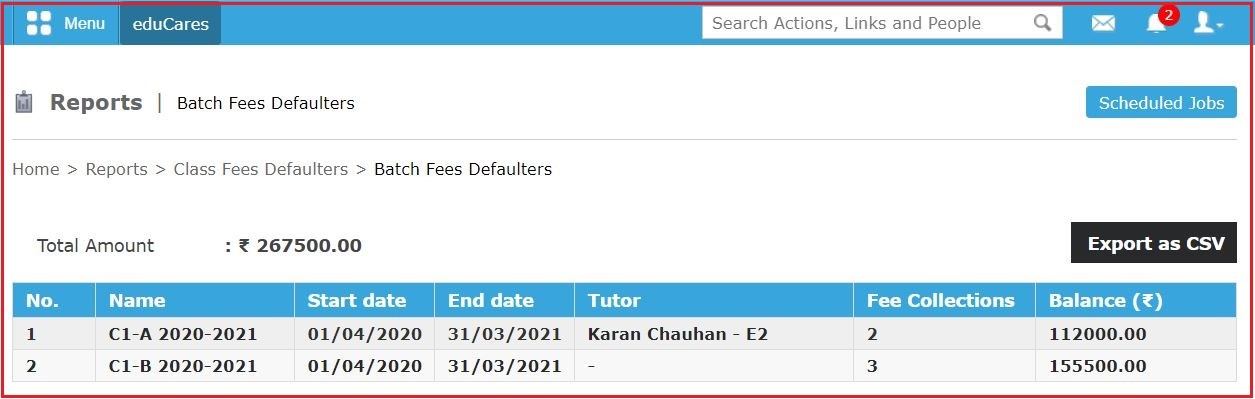 Menu eduCares Search Actions, Links and People 2
Reports | Batch Fees Defaulters Scheduled Jobs
Home > Reports > Class Fees Defaulters > Batch Fees Defaulters
Total Amount : ₹ 267500.00 Export as CSV
No. Name Start date End date Tutor Fee Collections Balance (₹)
1 C1-A 2020-2021 01/04/2020 31/03/2021 Karan Chauhan - E2 2 112000.00
2 C1-B 2020-2021 01/04/2020 31/03/2021 - 3 155500.00